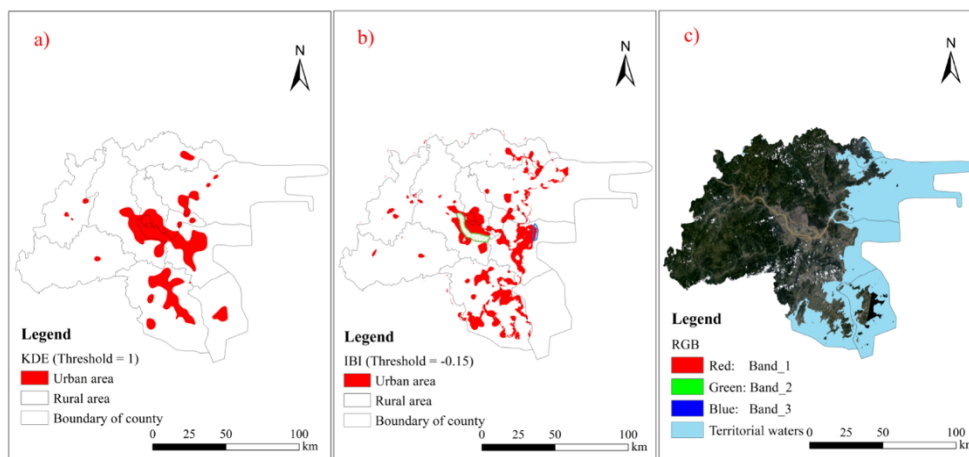 a)
N
Legend
KDE (Threshold = 1)
Urban area
Rural area
Boundary of county
0 25 50 100
km
b)
N
Legend
IBI (Threshold = -0.15)
Urban area
Rural area
Boundary of county
0 25 50 100
km
c)
N
Legend
RGB
Red: Band_1
Green: Band_2
Blue: Band_3
Territorial waters
0 25 50 100
km